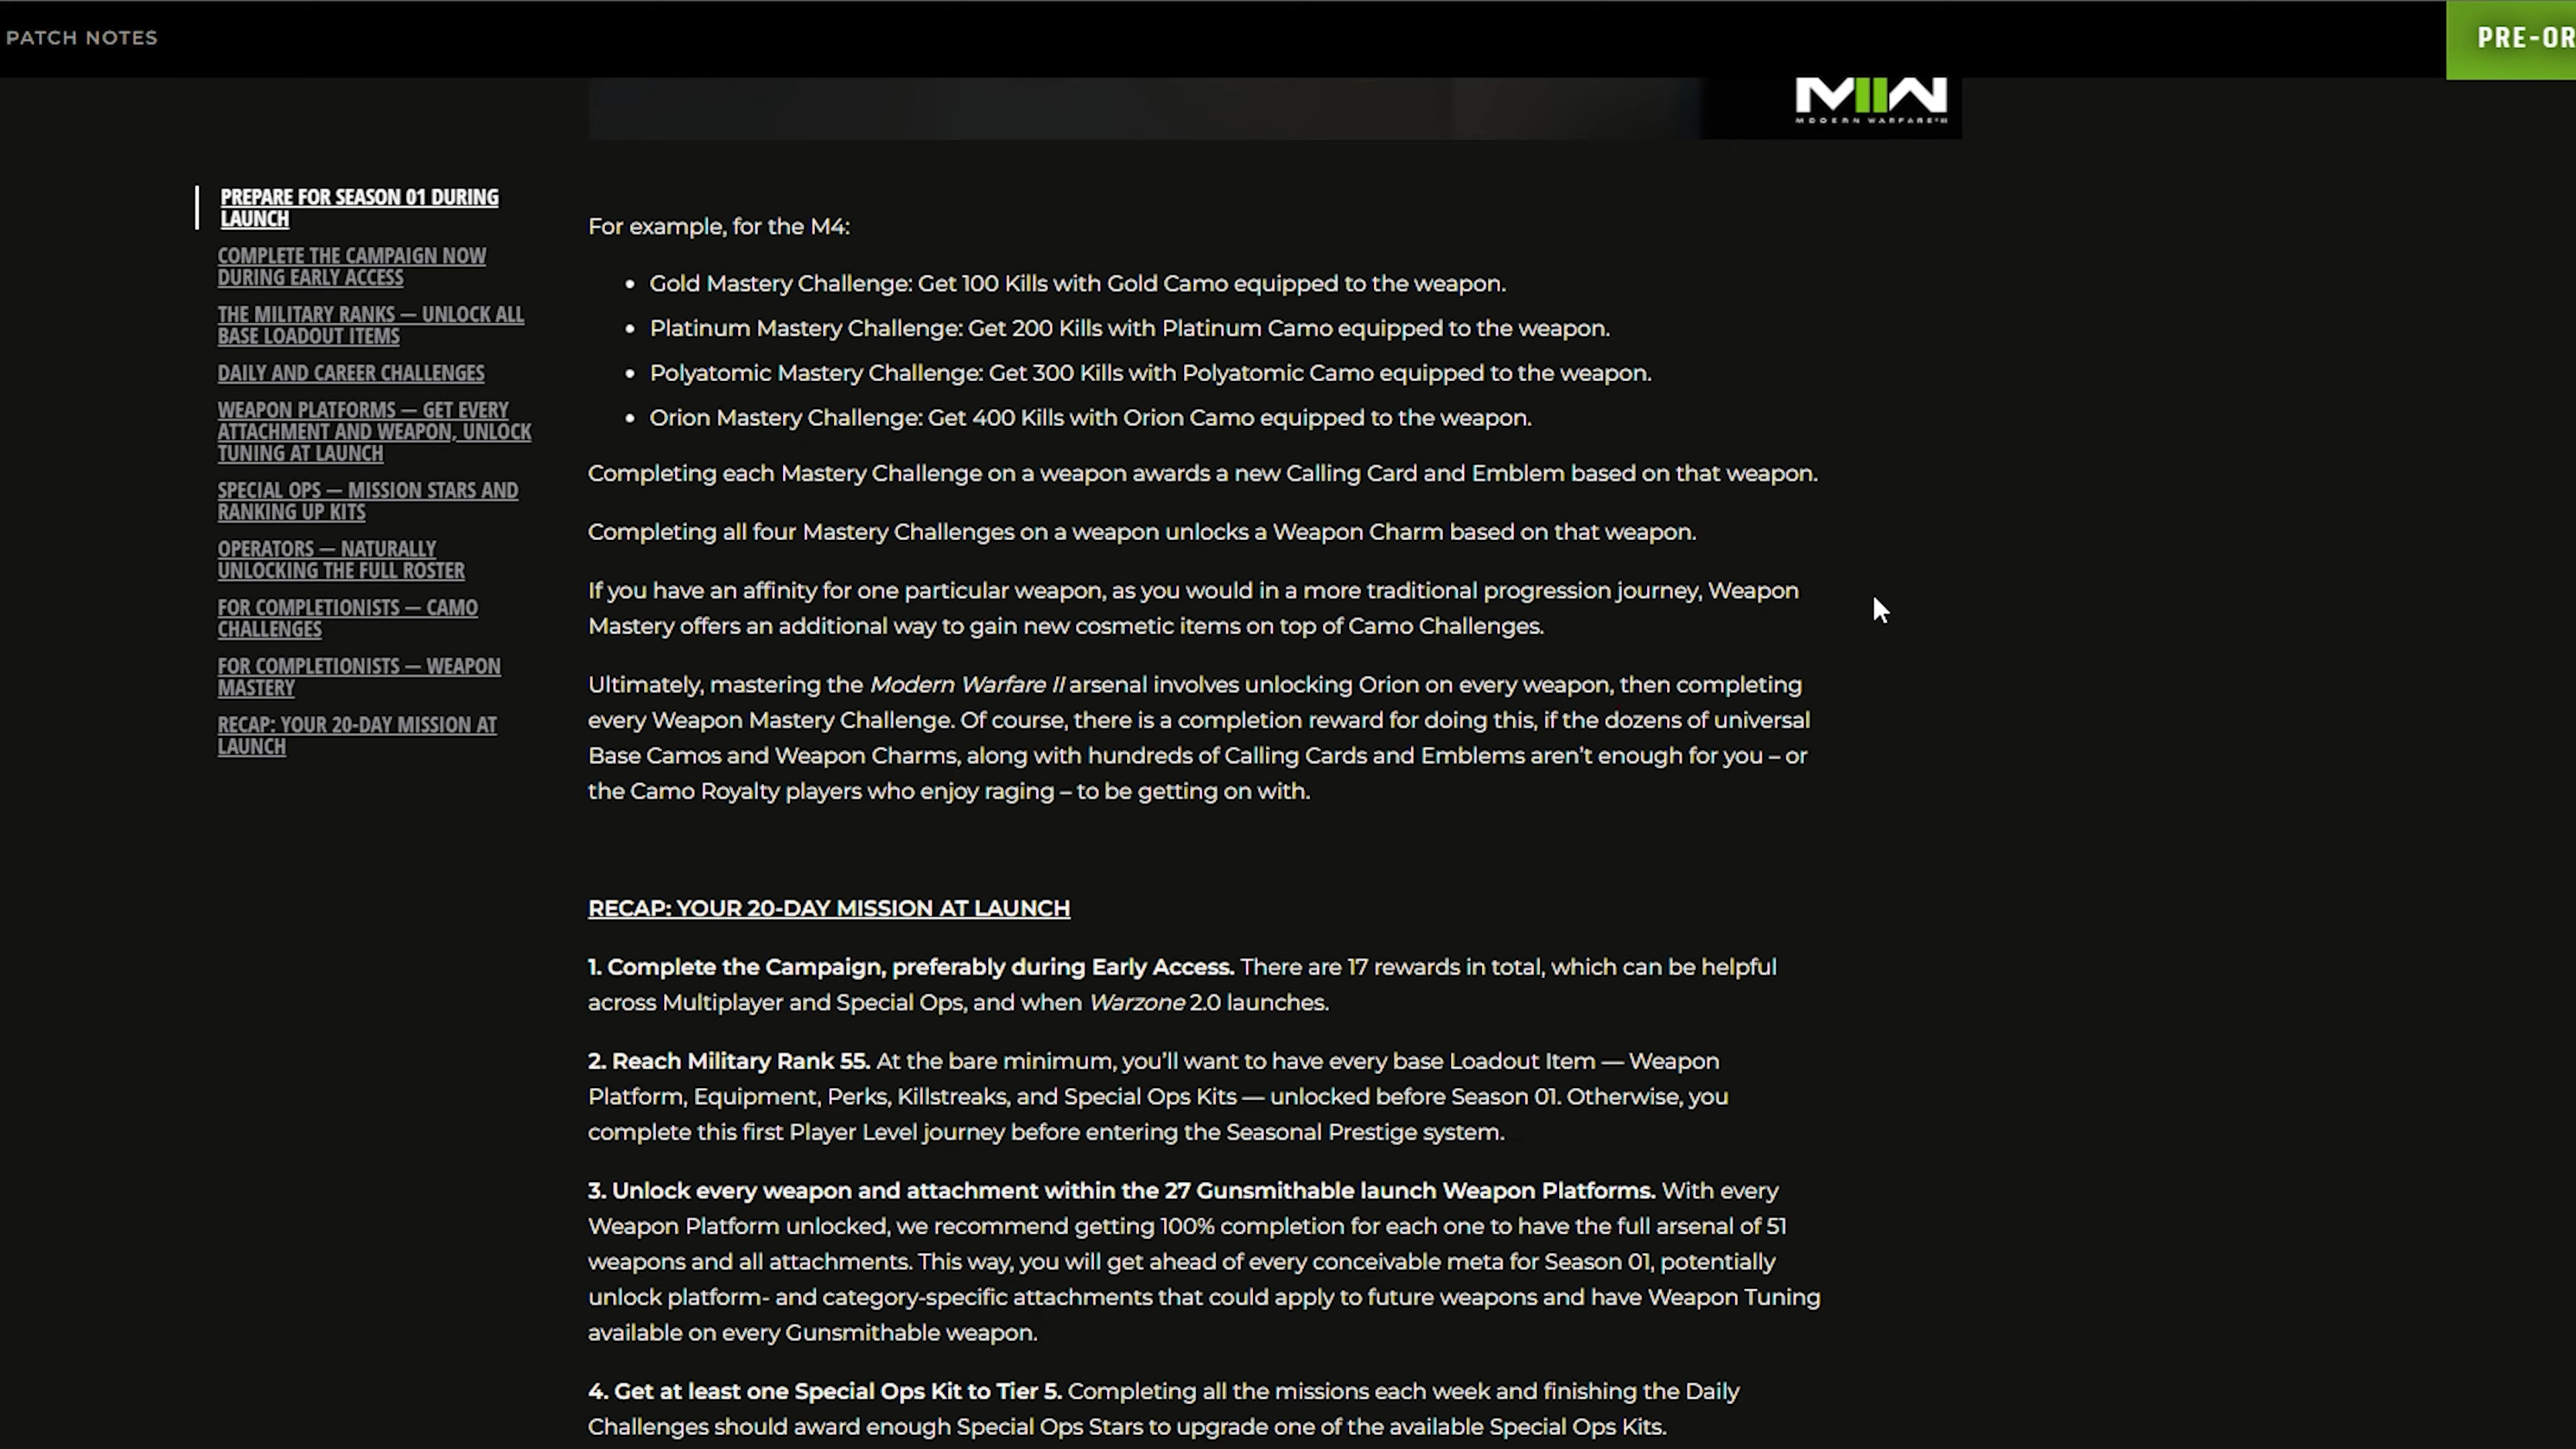 PATCH NOTES
PRE-OR
MIIW
MODERN WARFARE II
PREPARE FOR SEASON 01 DURING
LAUNCH
COMPLETE THE CAMPAIGN NOW
DURING EARLY ACCESS
THE MILITARY RANKS — UNLOCK ALL
BASE LOADOUT ITEMS
DAILY AND CAREER CHALLENGES
WEAPON PLATFORMS — GET EVERY
ATTACHMENT AND WEAPON, UNLOCK
TUNING AT LAUNCH
SPECIAL OPS — MISSION STARS AND
RANKING UP KITS
OPERATORS — NATURALLY
UNLOCKING THE FULL ROSTER
FOR COMPLETIONISTS — CAMO
CHALLENGES
FOR COMPLETIONISTS — WEAPON
MASTERY
RECAP: YOUR 20-DAY MISSION AT
LAUNCH
For example, for the M4:
• Gold Mastery Challenge: Get 100 Kills with Gold Camo equipped to the weapon.
• Platinum Mastery Challenge: Get 200 Kills with Platinum Camo equipped to the weapon.
• Polyatomic Mastery Challenge: Get 300 Kills with Polyatomic Camo equipped to the weapon.
• Orion Mastery Challenge: Get 400 Kills with Orion Camo equipped to the weapon.
Completing each Mastery Challenge on a weapon awards a new Calling Card and Emblem based on that weapon.
Completing all four Mastery Challenges on a weapon unlocks a Weapon Charm based on that weapon.
If you have an affinity for one particular weapon, as you would in a more traditional progression journey, Weapon
Mastery offers an additional way to gain new cosmetic items on top of Camo Challenges.
Ultimately, mastering the Modern Warfare II arsenal involves unlocking Orion on every weapon, then completing
every Weapon Mastery Challenge. Of course, there is a completion reward for doing this, if the dozens of universal
Base Camos and Weapon Charms, along with hundreds of Calling Cards and Emblems aren't enough for you – or
the Camo Royalty players who enjoy raging – to be getting on with.
RECAP: YOUR 20-DAY MISSION AT LAUNCH
1. Complete the Campaign, preferably during Early Access. There are 17 rewards in total, which can be helpful
across Multiplayer and Special Ops, and when Warzone 2.0 launches.
2. Reach Military Rank 55. At the bare minimum, you'll want to have every base Loadout Item — Weapon
Platform, Equipment, Perks, Killstreaks, and Special Ops Kits — unlocked before Season 01. Otherwise, you
complete this first Player Level journey before entering the Seasonal Prestige system.
3. Unlock every weapon and attachment within the 27 Gunsmithable launch Weapon Platforms. With every
Weapon Platform unlocked, we recommend getting 100% completion for each one to have the full arsenal of 51
weapons and all attachments. This way, you will get ahead of every conceivable meta for Season 01, potentially
unlock platform- and category-specific attachments that could apply to future weapons and have Weapon Tuning
available on every Gunsmithable weapon.
4. Get at least one Special Ops Kit to Tier 5. Completing all the missions each week and finishing the Daily
Challenges should award enough Special Ops Stars to upgrade one of the available Special Ops Kits.